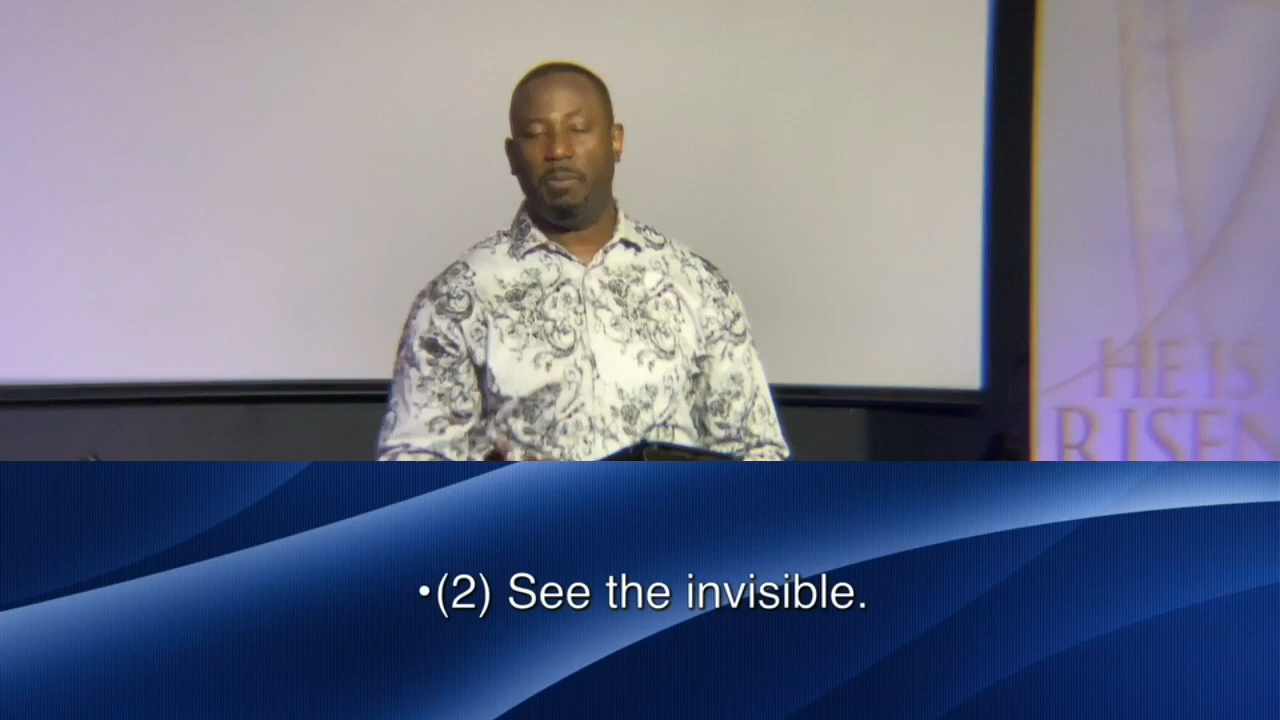 HE IS
RISEN
•(2) See the invisible.